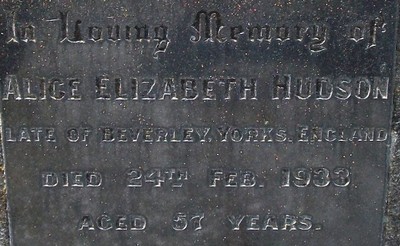 In Loving Memory of
ALICE ELIZABETH HUDSON
LATE OF BEVERLEY, YORKS, ENGLAND
DIED 24TH FEB. 1933
AGED 57 YEARS.